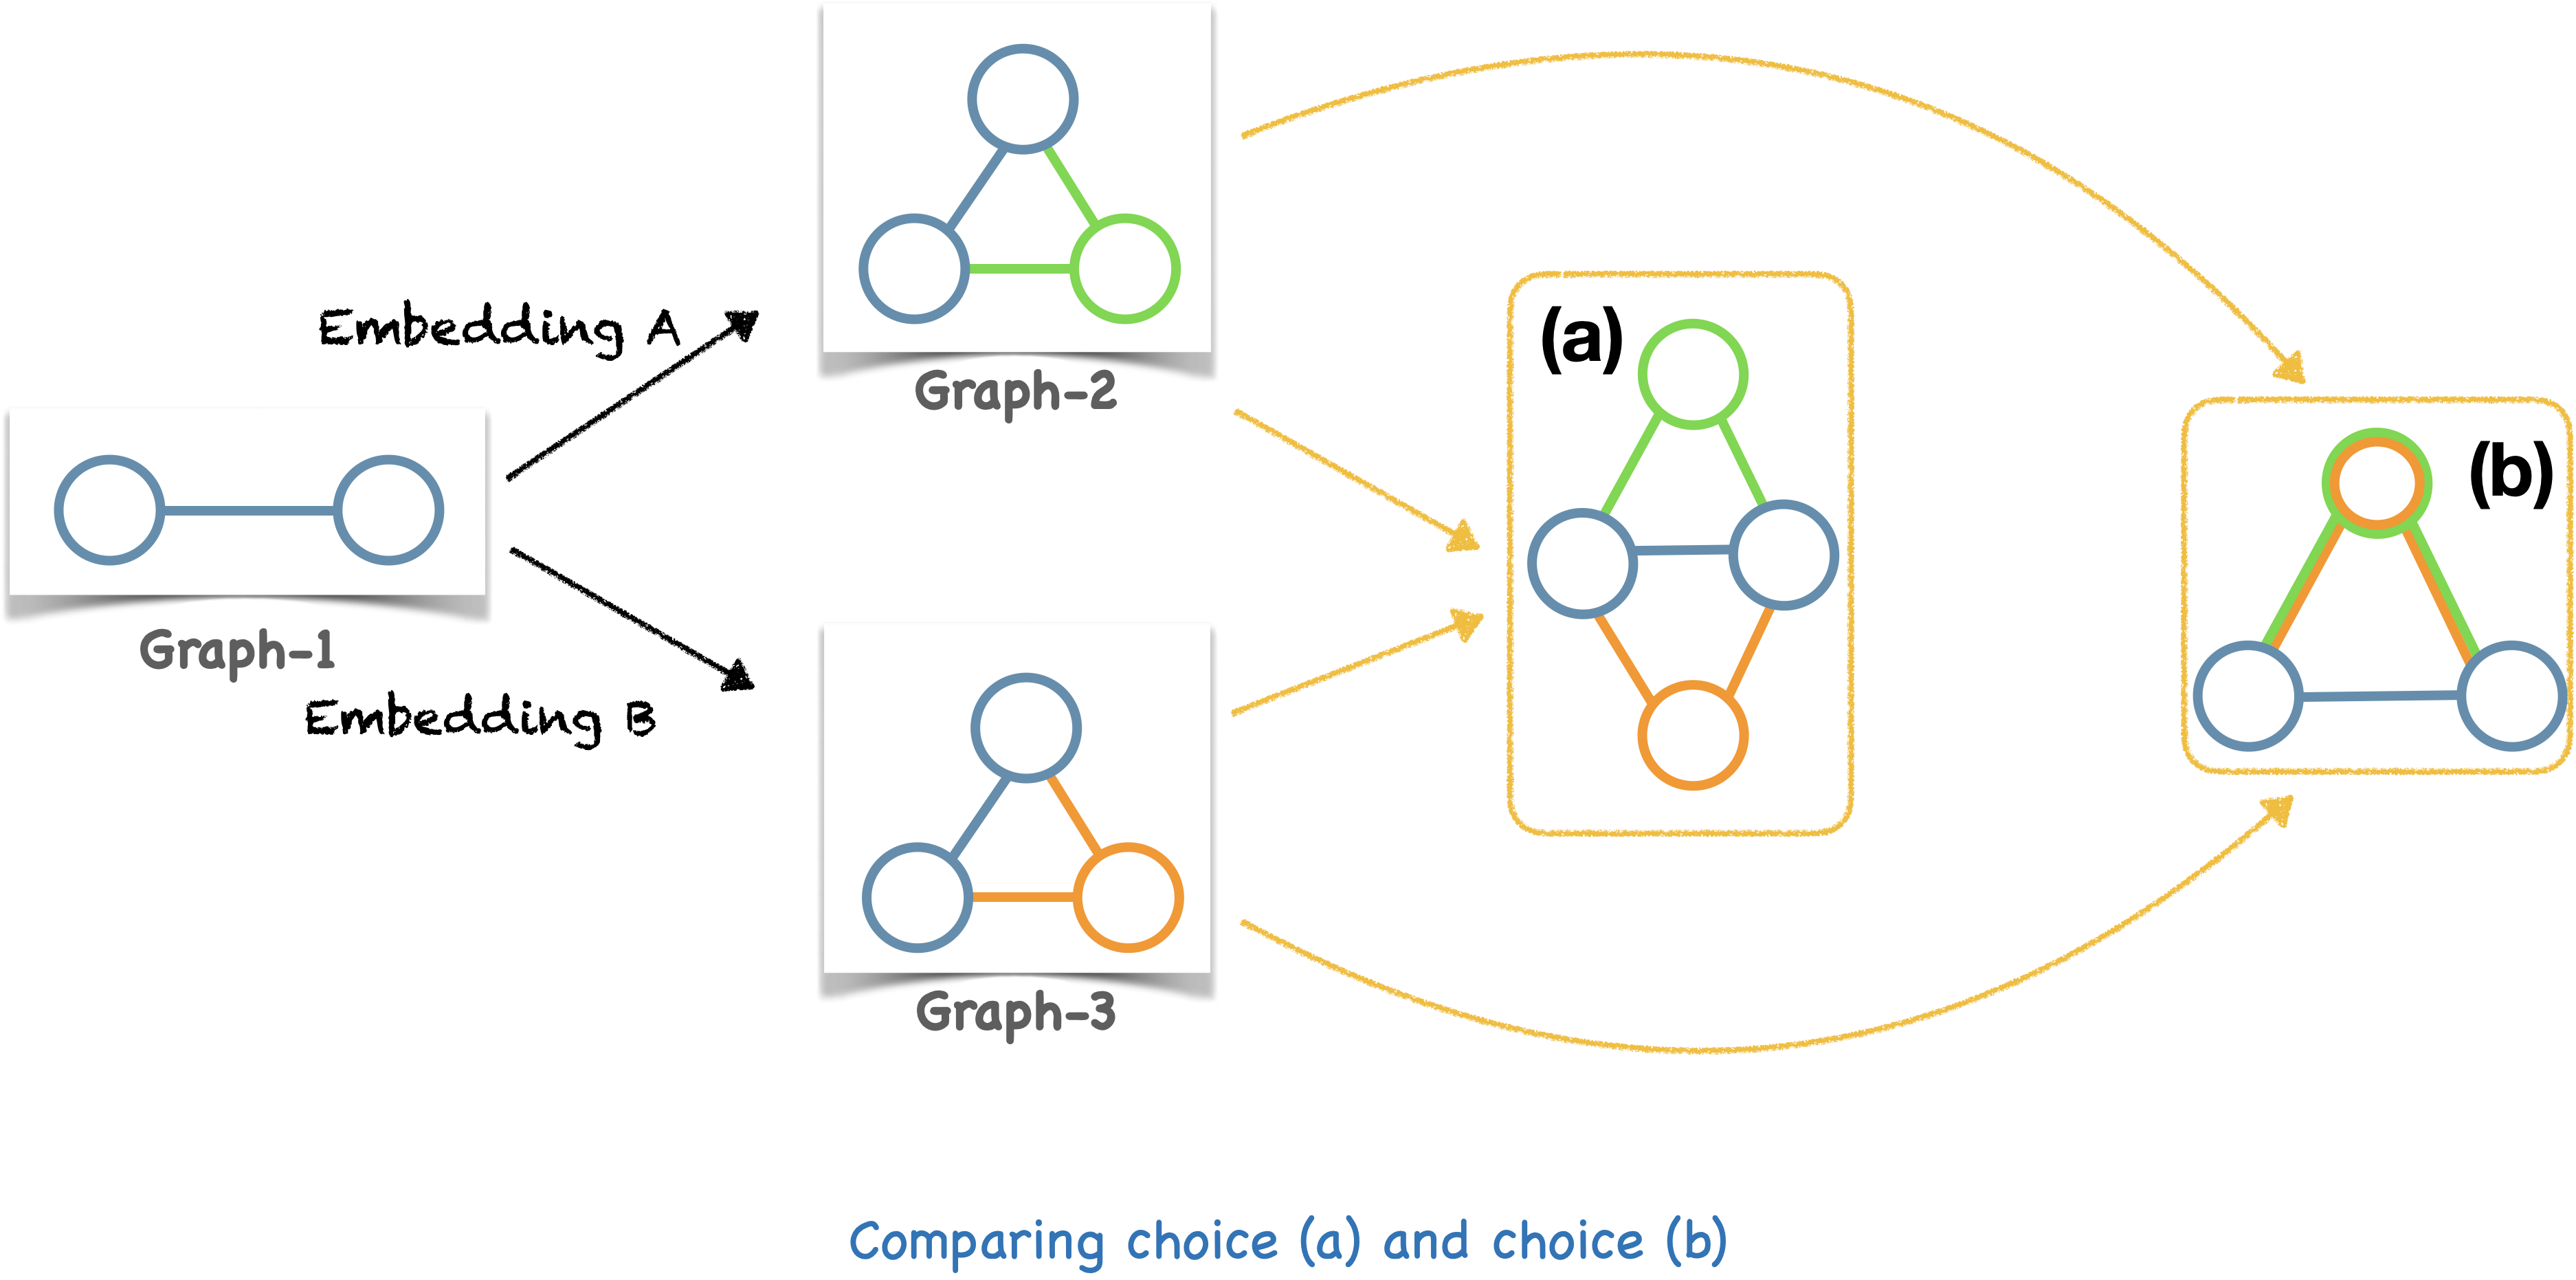 Embedding A
Graph-2
(a)
(b)
Graph-1
Embedding B
Graph-3
Comparing choice (a) and choice (b)